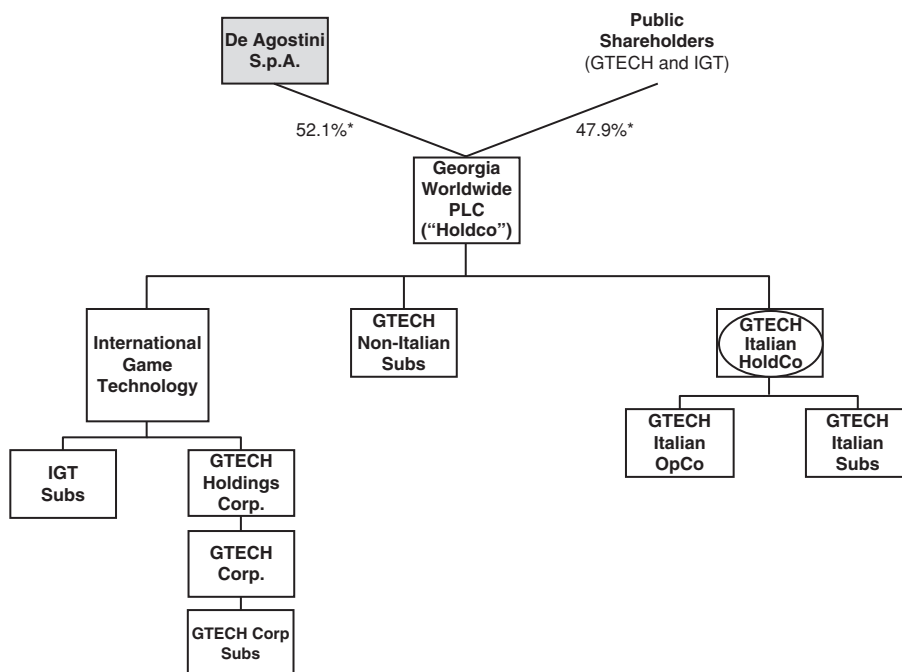 De Agostini
S.p.A.
Public
Shareholders
(GTECH and IGT)
52.1%*
47.9%*
Georgia
Worldwide
PLC
(“Holdco”)
International
Game
Technology
GTECH
Non-Italian
Subs
GTECH
Italian
HoldCo
IGT
Subs
GTECH
Holdings
Corp.
GTECH
Italian
OpCo
GTECH
Italian
Subs
GTECH
Corp.
GTECH Corp
Subs